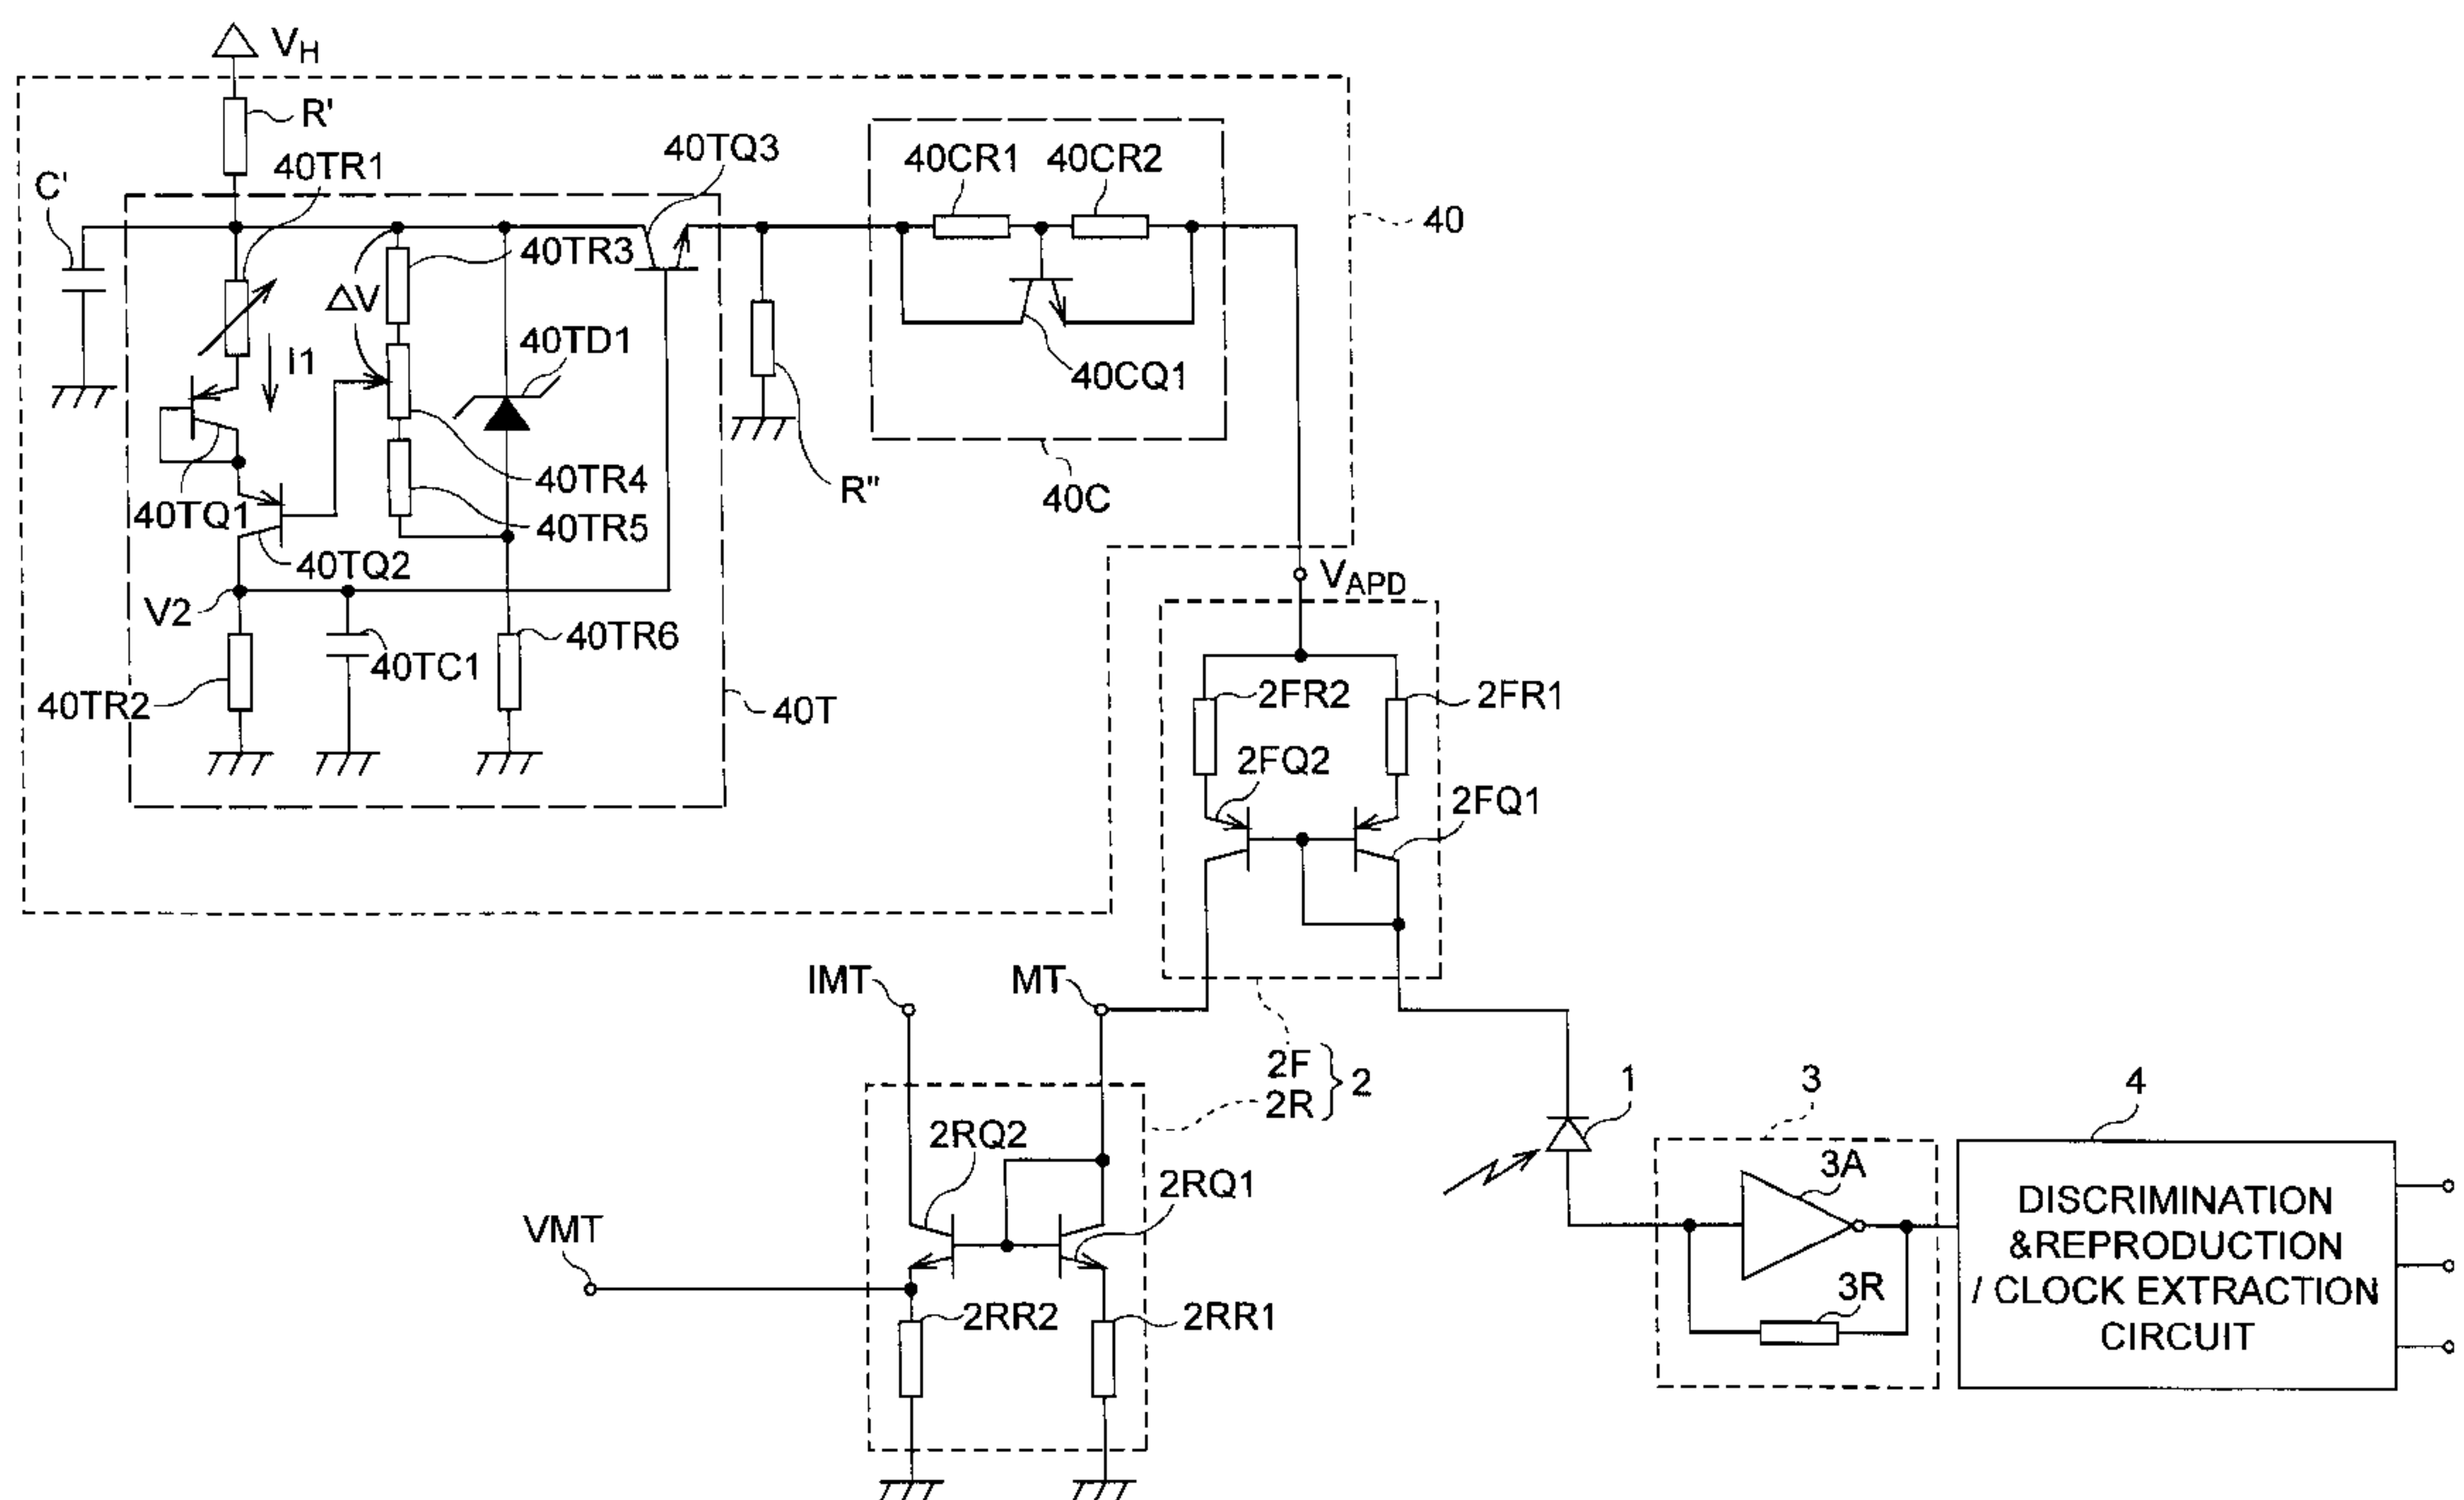 VH
R'
40TR1
C'
40TQ3
40CR1 40CR2
40
40TR3
ΔV
40TD1
I1
40CQ1
40TR4
R"
40C
40TQ1
40TR5
40TQ2
VAPD
V2
40TR6
40TC1
40TR2
40T
2FR2
2FR1
2FQ2
2FQ1
IMT
MT
2F
2R
2
1
3
4
2RQ2
3A
2RQ1
DISCRIMINATION
&REPRODUCTION
/ CLOCK EXTRACTION
CIRCUIT
VMT
3R
2RR2
2RR1